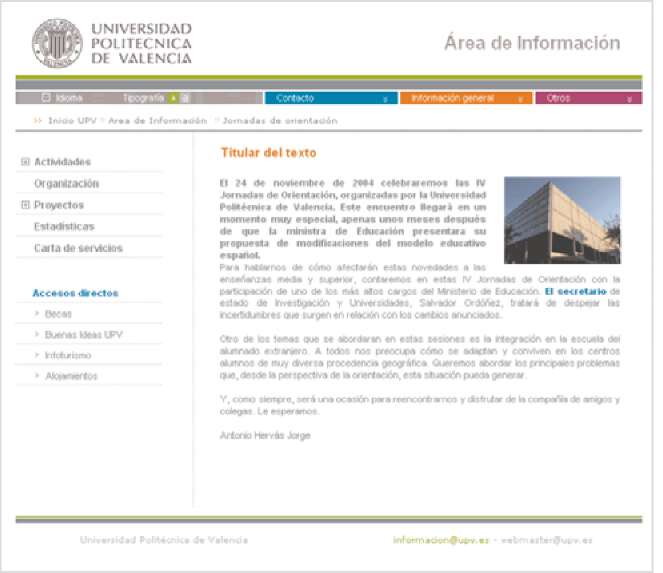 UNIVERSIDAD
POLITECNICA
DE VALENCIA
Área de Información
Idioma Tipografía Contacto Información general Otros
>> Inicio UPV Area de Información Jornadas de orientación
Actividades
Organización
Proyectos
Estadísticas
Carta de servicios
Accesos directos
> Becas
> Buenas Ideas UPV
> Infoturismo
> Alojamientos
Titular del texto
El 24 de noviembre de 2004 celebraremos las IV
Jornadas de Orientación, organizadas por la Universidad
Politécnica de Valencia. Este encuentro llegará en un
momento muy especial, apenas unos meses después
de que la ministra de Educación presentara su
propuesta de modificaciones del modelo educativo
español.
Para hablarnos de cómo afectarán estas novedades a las
enseñanzas media y superior, contaremos en estas IV Jornadas de Orientación con la
participación de uno de los más altos cargos del Ministerio de Educación. El secretario de
estado de Investigación y Universidades, Salvador Ordóñez, tratará de despejar las
incertidumbres que surgen en relación con los cambios anunciados.
Otro de los temas que se abordaran en estas sesiones es la integración en la escuela del
alumnado extranjero. A todos nos preocupa cómo se adaptan y conviven en los centros
alumnos de muy diversa procedencia geográfica. Queremos abordar los principales problemas
que, desde la perspectiva de la orientación, esta situación pueda generar.
Y, como siempre, será una ocasión para reencontrarnos y disfrutar de la compañía de amigos y
colegas. Le esperamos.
Antonio Hervás Jorge
Universidad Politécnica de Valencia
informacion@upv.es - webmaster@upv.es